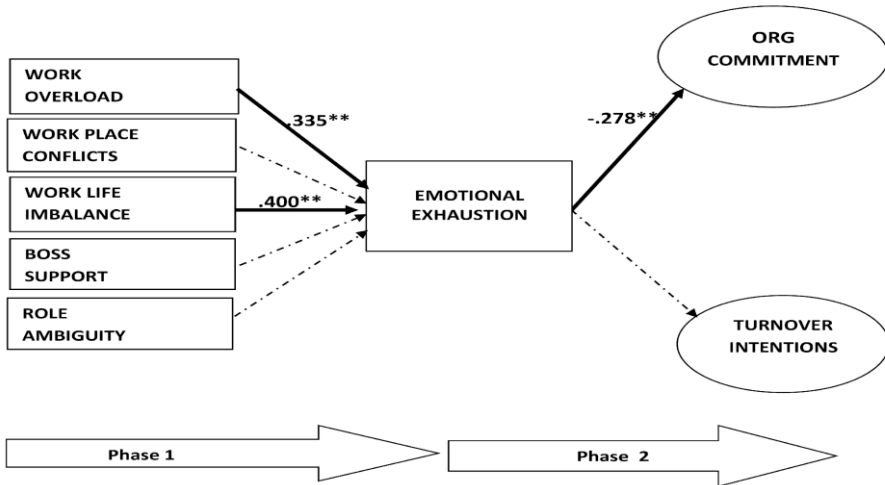 WORK
OVERLOAD
WORK PLACE
CONFLICTS
WORK LIFE
IMBALANCE
BOSS
SUPPORT
ROLE
AMBIGUITY
.335**
.400**
EMOTIONAL
EXHAUSTION
-.278**
ORG
COMMITMENT
TURNOVER
INTENTIONS
Phase 1
Phase 2